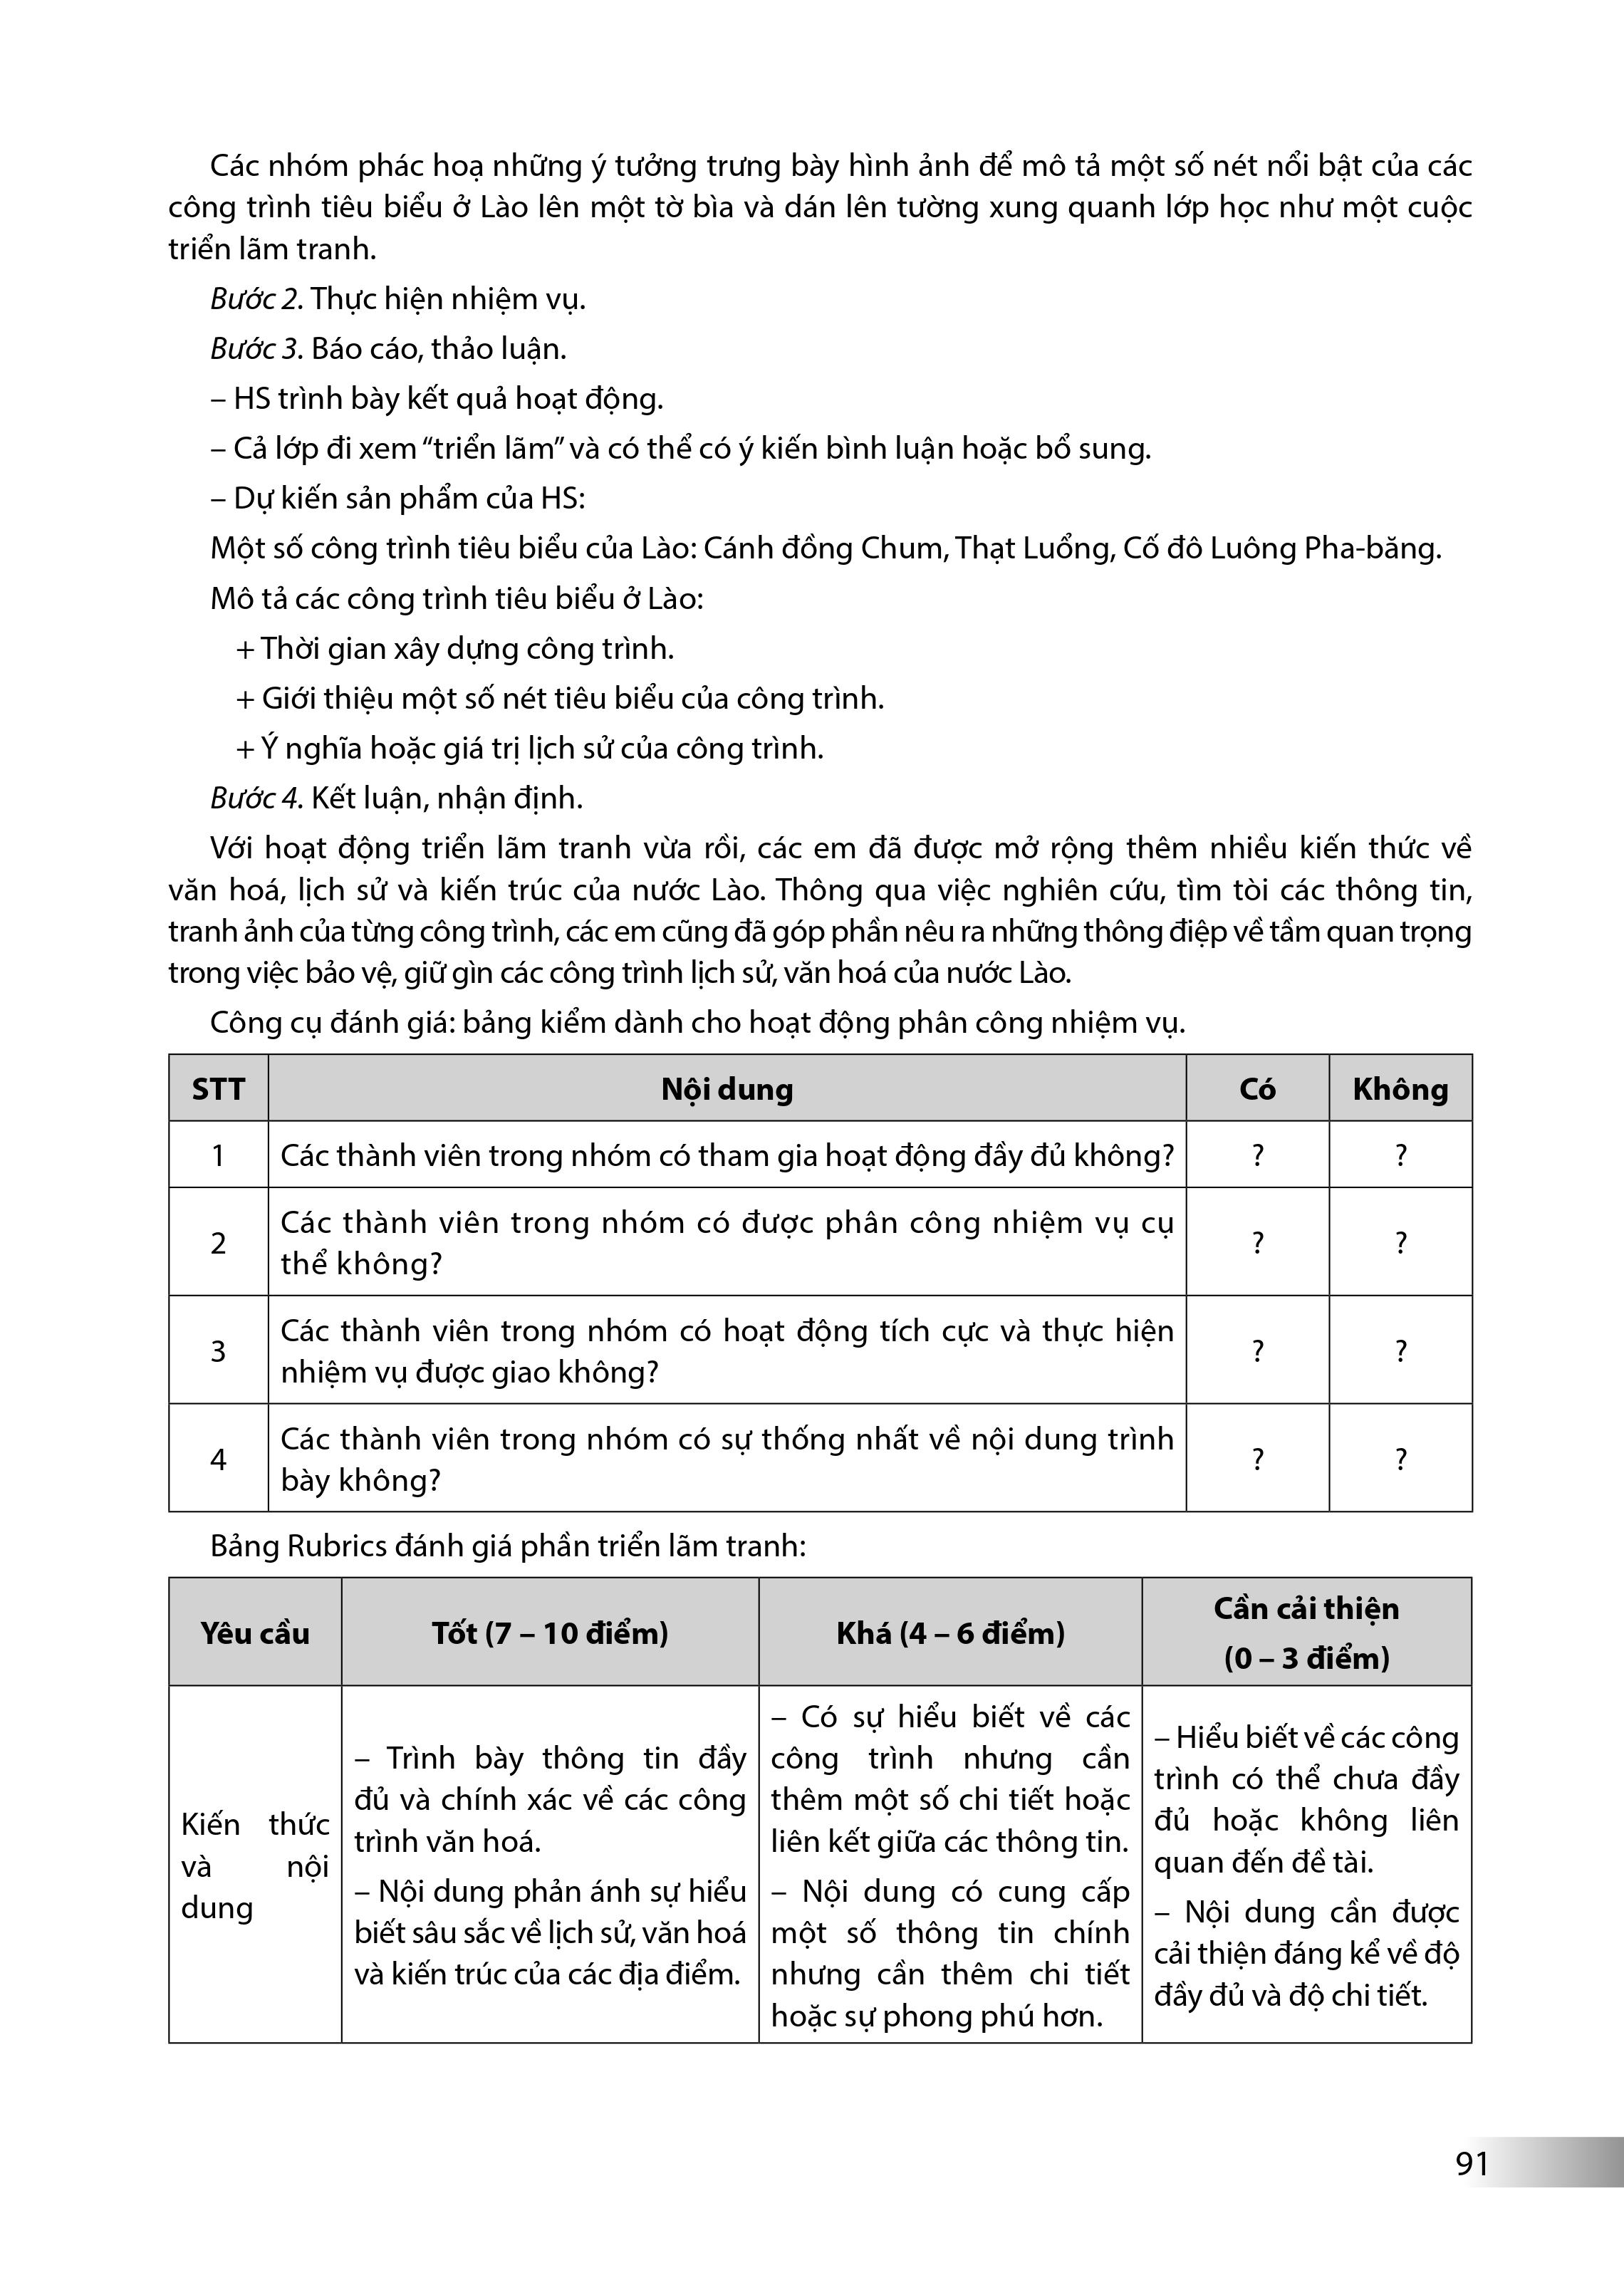 Các nhóm phác hoạ những ý tưởng trưng bày hình ảnh để mô tả một số nét nổi bật của các
công trình tiêu biểu ở Lào lên một tờ bìa và dán lên tường xung quanh lớp học như một cuộc
triển lãm tranh.
Bước 2. Thực hiện nhiệm vụ.
Bước 3. Báo cáo, thảo luận.
– HS trình bày kết quả hoạt động.
– Cả lớp đi xem “triển lãm” và có thể có ý kiến bình luận hoặc bổ sung.
– Dự kiến sản phẩm của HS:
Một số công trình tiêu biểu của Lào: Cánh đồng Chum, Thạt Luổng, Cố đô Luông Pha-băng.
Mô tả các công trình tiêu biểu ở Lào:
+ Thời gian xây dựng công trình.
+ Giới thiệu một số nét tiêu biểu của công trình.
+ Ý nghĩa hoặc giá trị lịch sử của công trình.
Bước 4. Kết luận, nhận định.
Với hoạt động triển lãm tranh vừa rồi, các em đã được mở rộng thêm nhiều kiến thức về
văn hoá, lịch sử và kiến trúc của nước Lào. Thông qua việc nghiên cứu, tìm tòi các thông tin,
tranh ảnh của từng công trình, các em cũng đã góp phần nêu ra những thông điệp về tầm quan trọng
trong việc bảo vệ, giữ gìn các công trình lịch sử, văn hoá của nước Lào.
Công cụ đánh giá: bảng kiểm dành cho hoạt động phân công nhiệm vụ.
STT Nội dung Có Không
1 Các thành viên trong nhóm có tham gia hoạt động đầy đủ không? ? ?
2 Các thành viên trong nhóm có được phân công nhiệm vụ cụ
thể không? ? ?
3 Các thành viên trong nhóm có hoạt động tích cực và thực hiện
nhiệm vụ được giao không? ? ?
4 Các thành viên trong nhóm có sự thống nhất về nội dung trình
bày không? ? ?
Bảng Rubrics đánh giá phần triển lãm tranh:
Yêu cầu
Tốt (7 – 10 điểm)
Khá (4 – 6 điểm)
Cần cải thiện
(0 – 3 điểm)
Kiến thức
và nội
dung
– Trình bày thông tin đầy
đủ và chính xác về các công
trình văn hoá.
– Nội dung phản ánh sự hiểu
biết sâu sắc về lịch sử, văn hoá
và kiến trúc của các địa điểm.
– Có sự hiểu biết về các
công trình nhưng cần
thêm một số chi tiết hoặc
liên kết giữa các thông tin.
– Nội dung có cung cấp
một số thông tin chính
nhưng cần thêm chi tiết
hoặc sự phong phú hơn.
– Hiểu biết về các công
trình có thể chưa đầy
đủ hoặc không liên
quan đến đề tài.
– Nội dung cần được
cải thiện đáng kể về độ
đầy đủ và độ chi tiết.
91